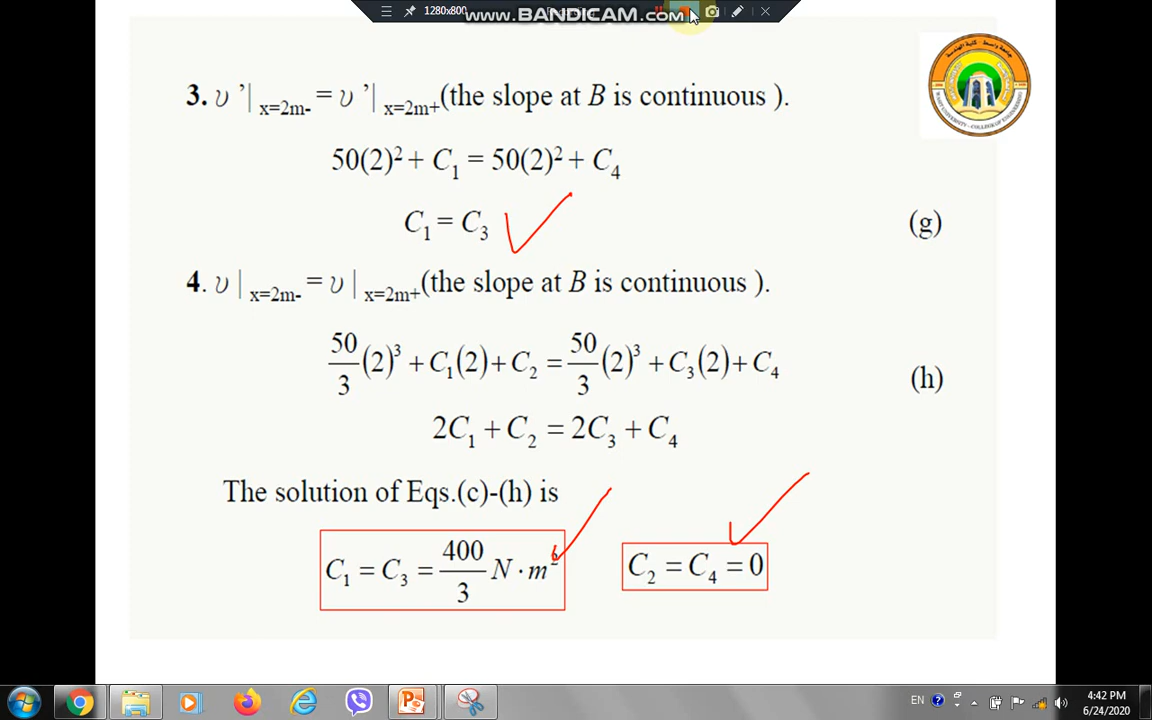 1280x800
www.BANDICAM.com
3. υ '| x=2m- = υ '| x=2m+ (the slope at B is continuous ).
50(2)² + C₁ = 50(2)² + C₄
C₁ = C₃
(g)
4. υ | x=2m- = υ | x=2m+ (the slope at B is continuous ).
50/3 (2)³ + C₁(2) + C₂ = 50/3 (2)³ + C₃(2) + C₄
(h)
2C₁ + C₂ = 2C₃ + C₄
The solution of Eqs.(c)-(h) is
C₁ = C₃ = 400/3 N · m² C₂ = C₄ = 0
EN
4:42 PM
6/24/2020